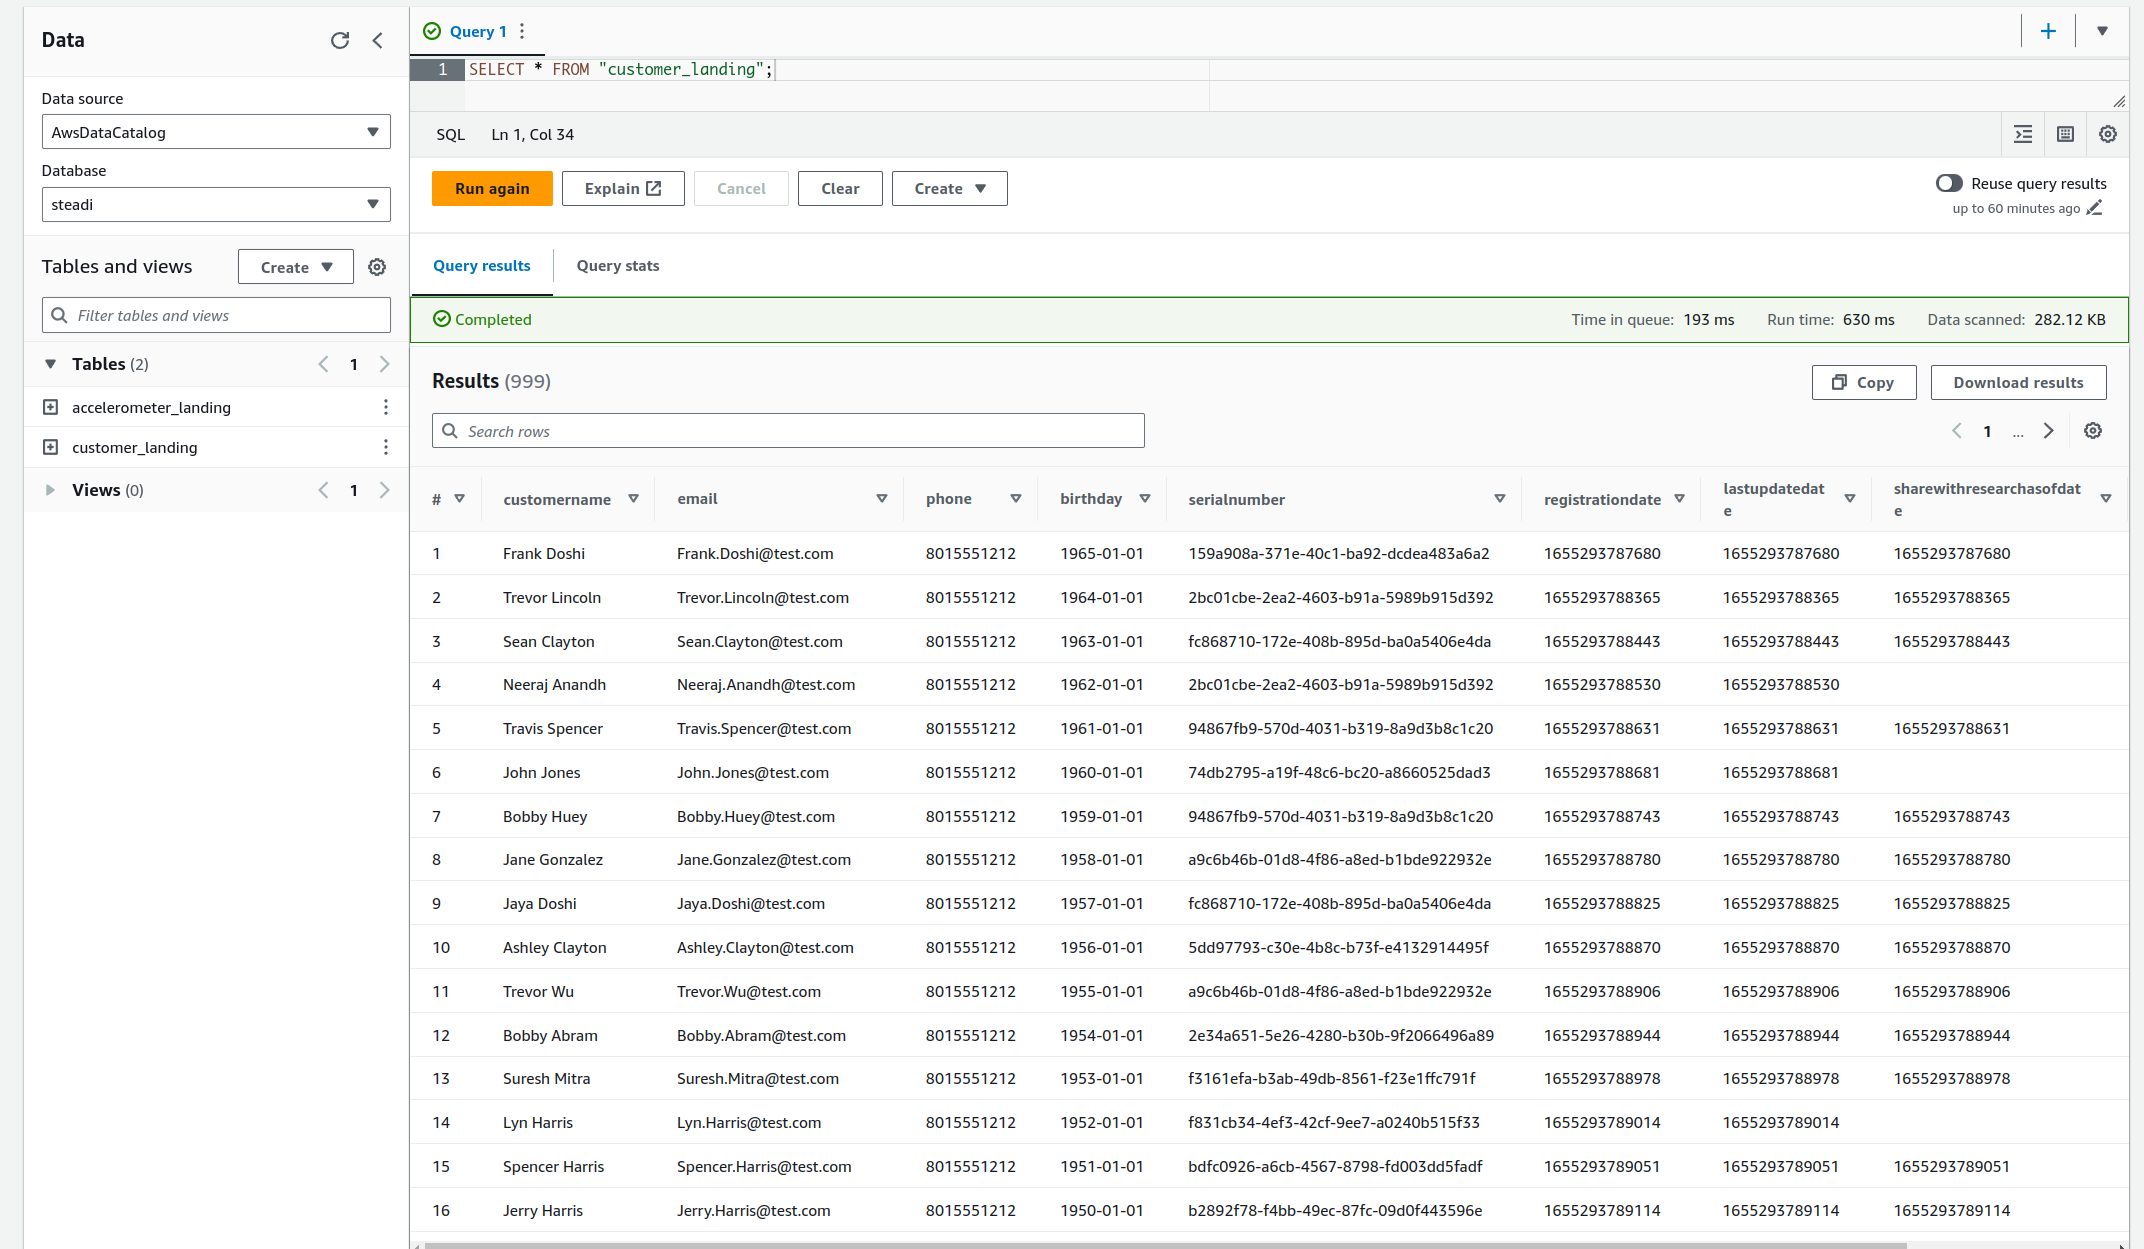 Data
Data source
AwsDataCatalog
Database
steadi
Tables and views
Create
Filter tables and views
Tables (2)
1
accelerometer_landing
customer_landing
Views (0)
1
Query 1
1 SELECT * FROM "customer_landing";
SQL Ln 1, Col 34
Run again Explain Cancel Clear Create
Reuse query results
up to 60 minutes ago
Query results Query stats
Completed Time in queue: 193 ms Run time: 630 ms Data scanned: 282.12 KB
Results (999)
Copy Download results
Search rows
1 ...
# customername email phone birthday serialnumber registrationdate lastupdatedate sharewithresearchasofdate
1 Frank Doshi Frank.Doshi@test.com 8015551212 1965-01-01 159a908a-371e-40c1-ba92-dcdea483a6a2 1655293787680 1655293787680 1655293787680
2 Trevor Lincoln Trevor.Lincoln@test.com 8015551212 1964-01-01 2bc01cbe-2ea2-4603-b91a-5989b915d392 1655293788365 1655293788365 1655293788365
3 Sean Clayton Sean.Clayton@test.com 8015551212 1963-01-01 fc868710-172e-408b-895d-ba0a5406e4da 1655293788443 1655293788443 1655293788443
4 Neeraj Anandh Neeraj.Anandh@test.com 8015551212 1962-01-01 2bc01cbe-2ea2-4603-b91a-5989b915d392 1655293788530 1655293788530
5 Travis Spencer Travis.Spencer@test.com 8015551212 1961-01-01 94867fb9-570d-4031-b319-8a9d3b8c1c20 1655293788631 1655293788631 1655293788631
6 John Jones John.Jones@test.com 8015551212 1960-01-01 74db2795-a19f-48c6-bc20-a8660525dad3 1655293788681 1655293788681
7 Bobby Huey Bobby.Huey@test.com 8015551212 1959-01-01 94867fb9-570d-4031-b319-8a9d3b8c1c20 1655293788743 1655293788743 1655293788743
8 Jane Gonzalez Jane.Gonzalez@test.com 8015551212 1958-01-01 a9c6b46b-01d8-4f86-a8ed-b1bde922932e 1655293788780 1655293788780 1655293788780
9 Jaya Doshi Jaya.Doshi@test.com 8015551212 1957-01-01 fc868710-172e-408b-895d-ba0a5406e4da 1655293788825 1655293788825 1655293788825
10 Ashley Clayton Ashley.Clayton@test.com 8015551212 1956-01-01 5dd97793-c30e-4b8c-b73f-e4132914495f 1655293788870 1655293788870 1655293788870
11 Trevor Wu Trevor.Wu@test.com 8015551212 1955-01-01 a9c6b46b-01d8-4f86-a8ed-b1bde922932e 1655293788906 1655293788906 1655293788906
12 Bobby Abram Bobby.Abram@test.com 8015551212 1954-01-01 2e34a651-5e26-4280-b30b-9f2066496a89 1655293788944 1655293788944 1655293788944
13 Suresh Mitra Suresh.Mitra@test.com 8015551212 1953-01-01 f3161efa-b3ab-49db-8561-f23e1ffc791f 1655293788978 1655293788978 1655293788978
14 Lyn Harris Lyn.Harris@test.com 8015551212 1952-01-01 f831cb34-4ef3-42cf-9ee7-a0240b515f33 1655293789014 1655293789014
15 Spencer Harris Spencer.Harris@test.com 8015551212 1951-01-01 bdfc0926-a6cb-4567-8798-fd003dd5fadf 1655293789051 1655293789051 1655293789051
16 Jerry Harris Jerry.Harris@test.com 8015551212 1950-01-01 b2892f78-f4bb-49ec-87fc-09d0f443596e 1655293789114 1655293789114 1655293789114